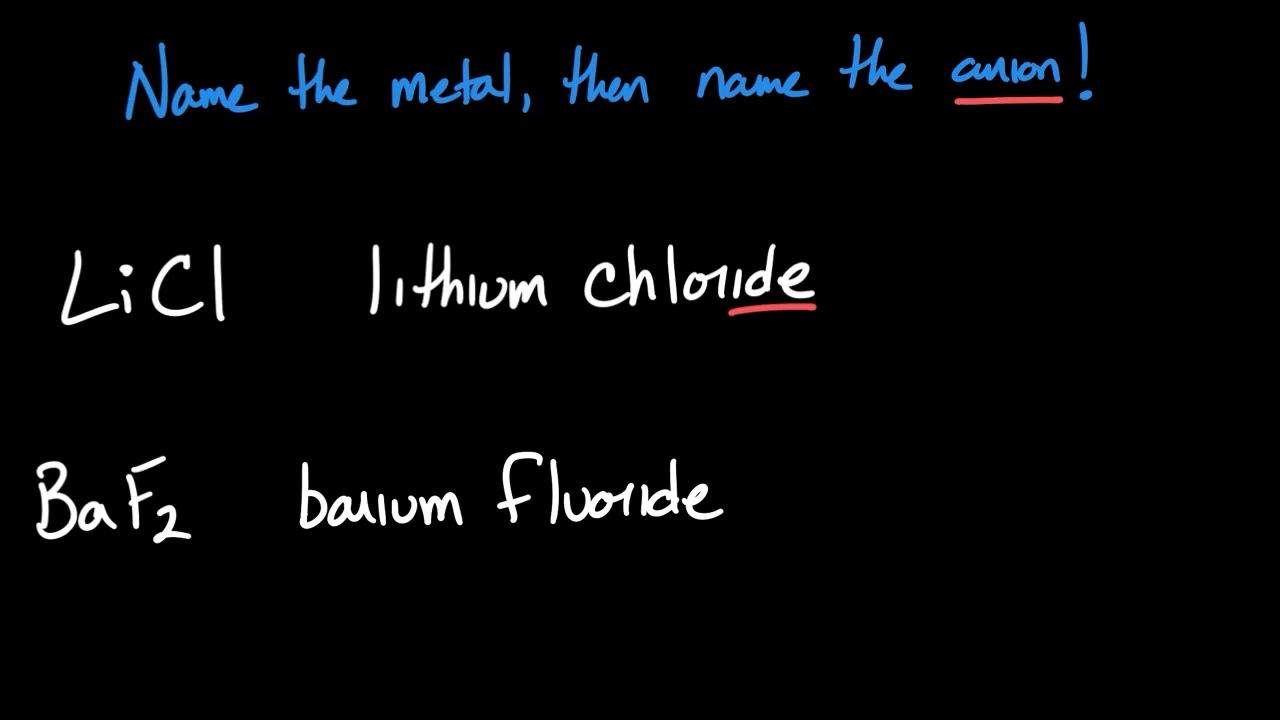 Name the metal, then name the anion!
LiCl lithium chloride
BaF₂ barium fluoride